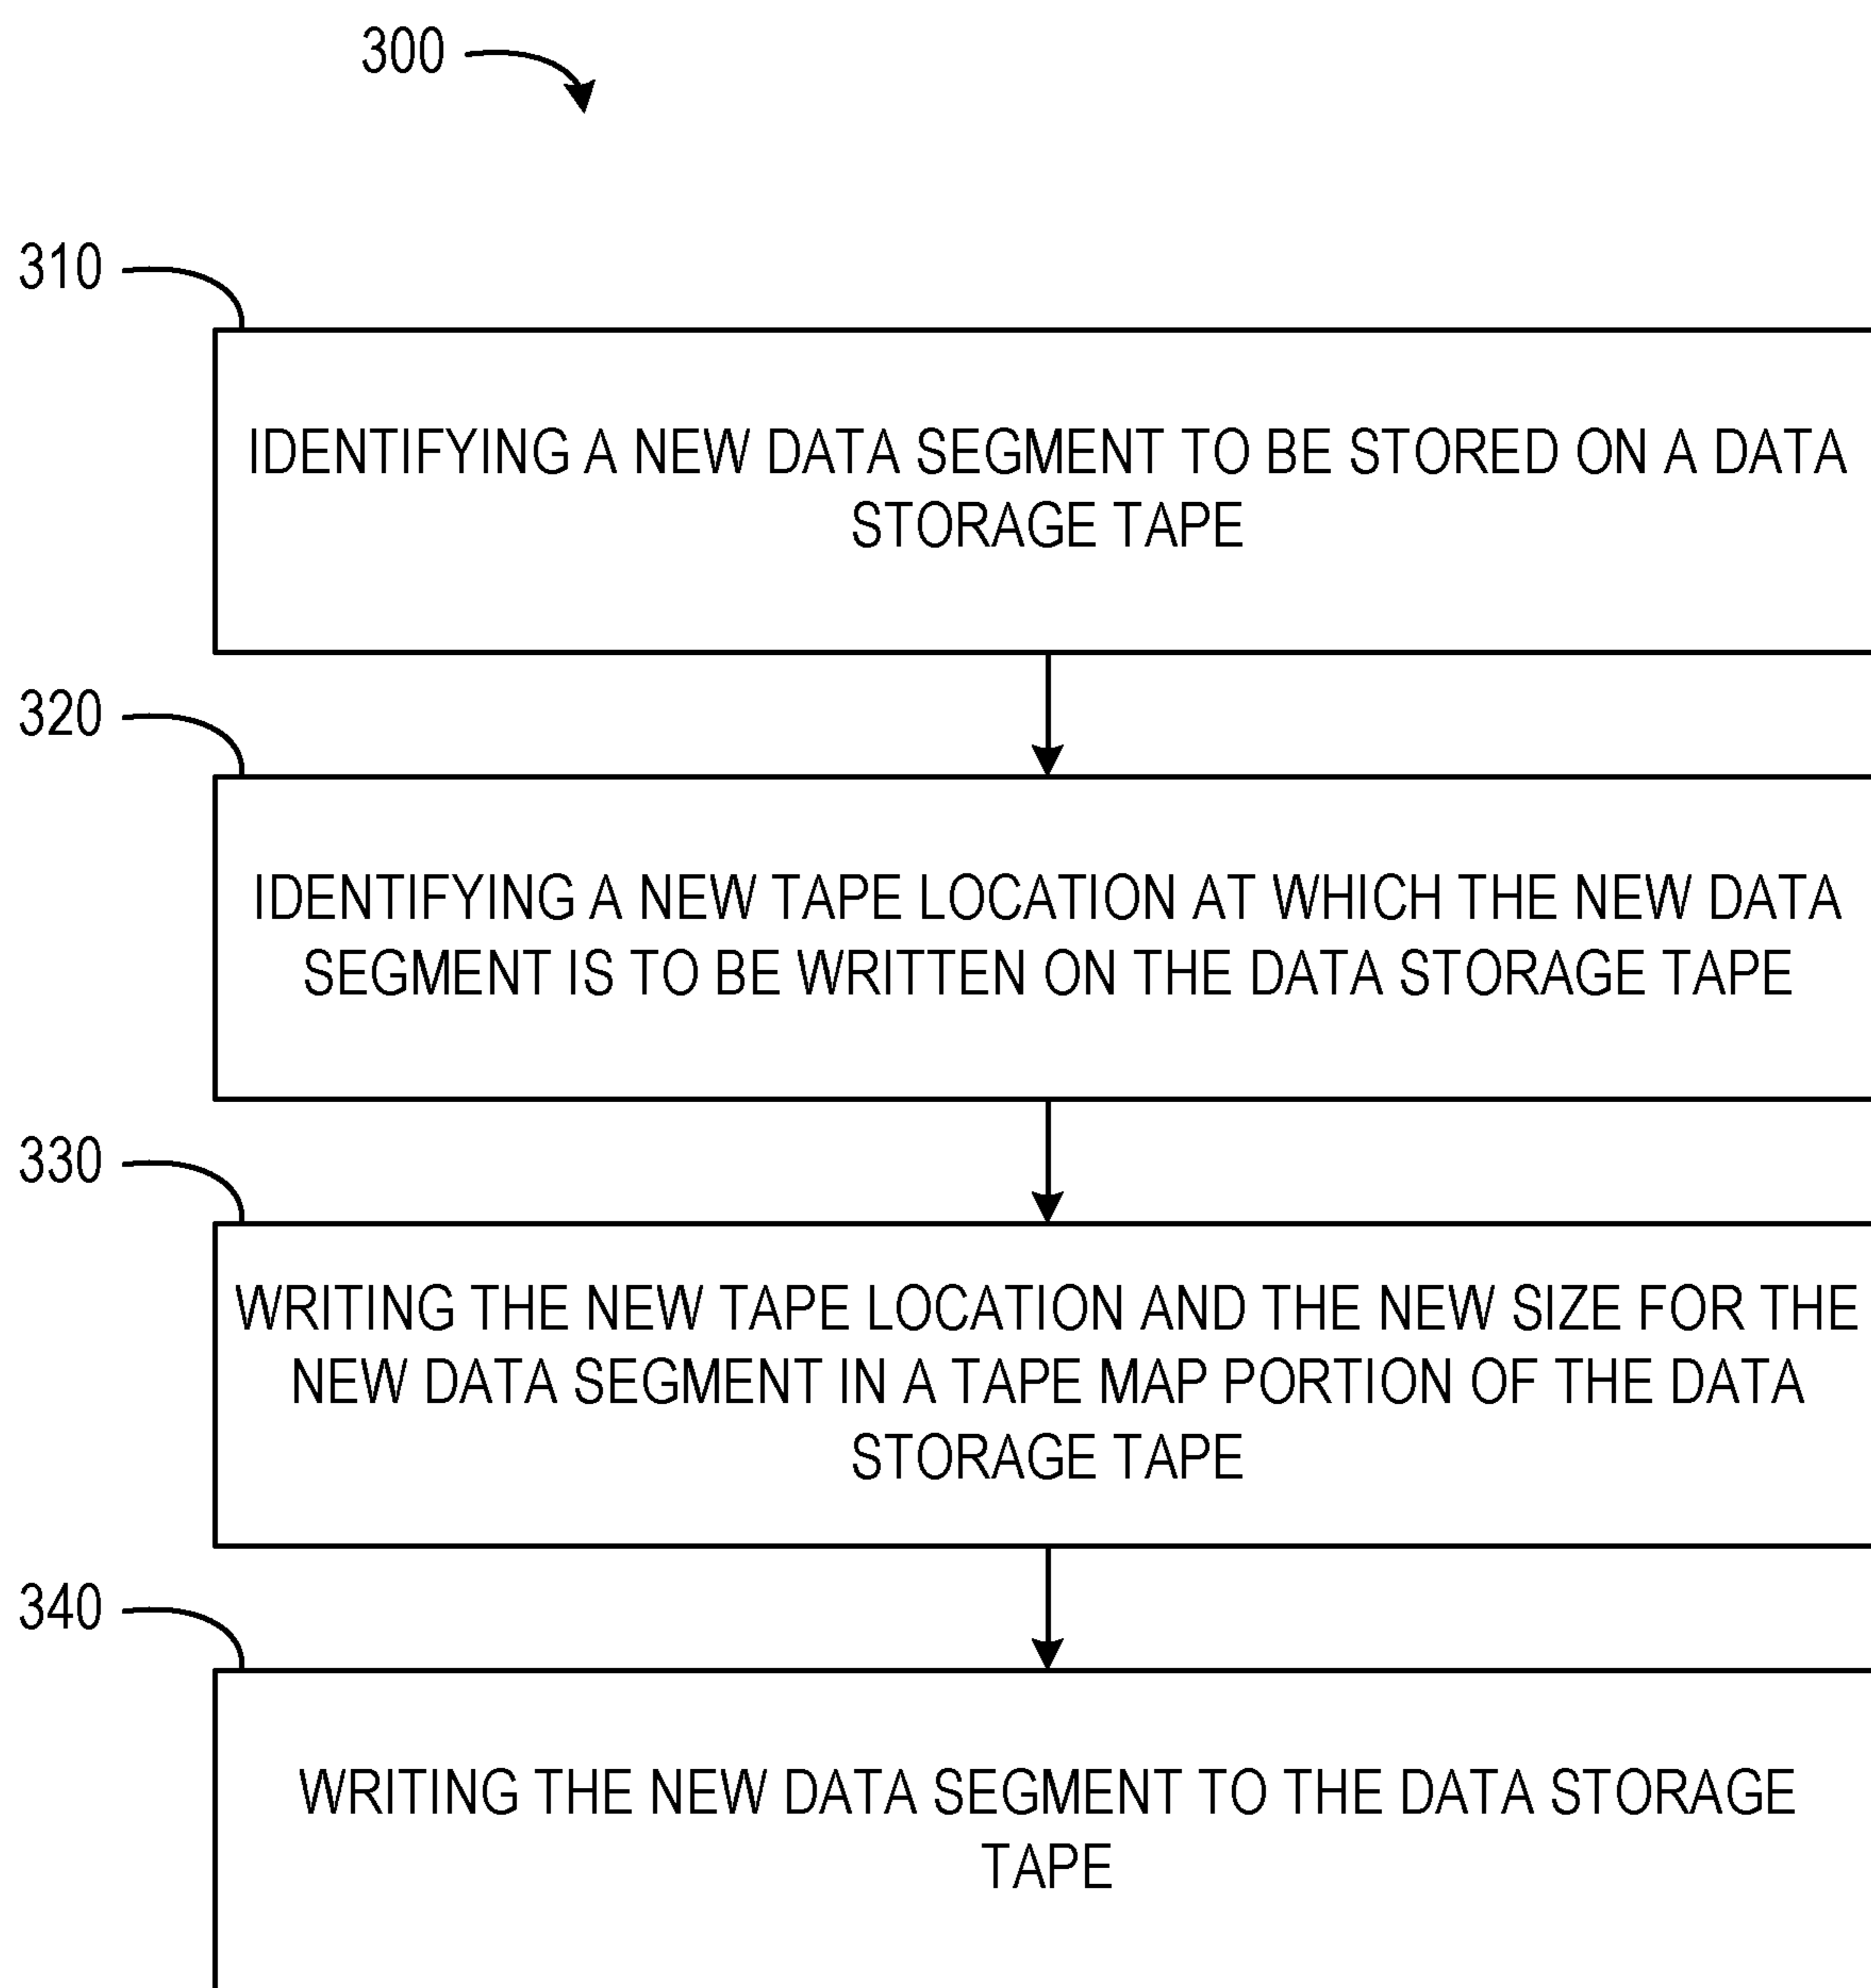 300
310
IDENTIFYING A NEW DATA SEGMENT TO BE STORED ON A DATA
STORAGE TAPE
320
IDENTIFYING A NEW TAPE LOCATION AT WHICH THE NEW DATA
SEGMENT IS TO BE WRITTEN ON THE DATA STORAGE TAPE
330
WRITING THE NEW TAPE LOCATION AND THE NEW SIZE FOR THE
NEW DATA SEGMENT IN A TAPE MAP PORTION OF THE DATA
STORAGE TAPE
340
WRITING THE NEW DATA SEGMENT TO THE DATA STORAGE
TAPE